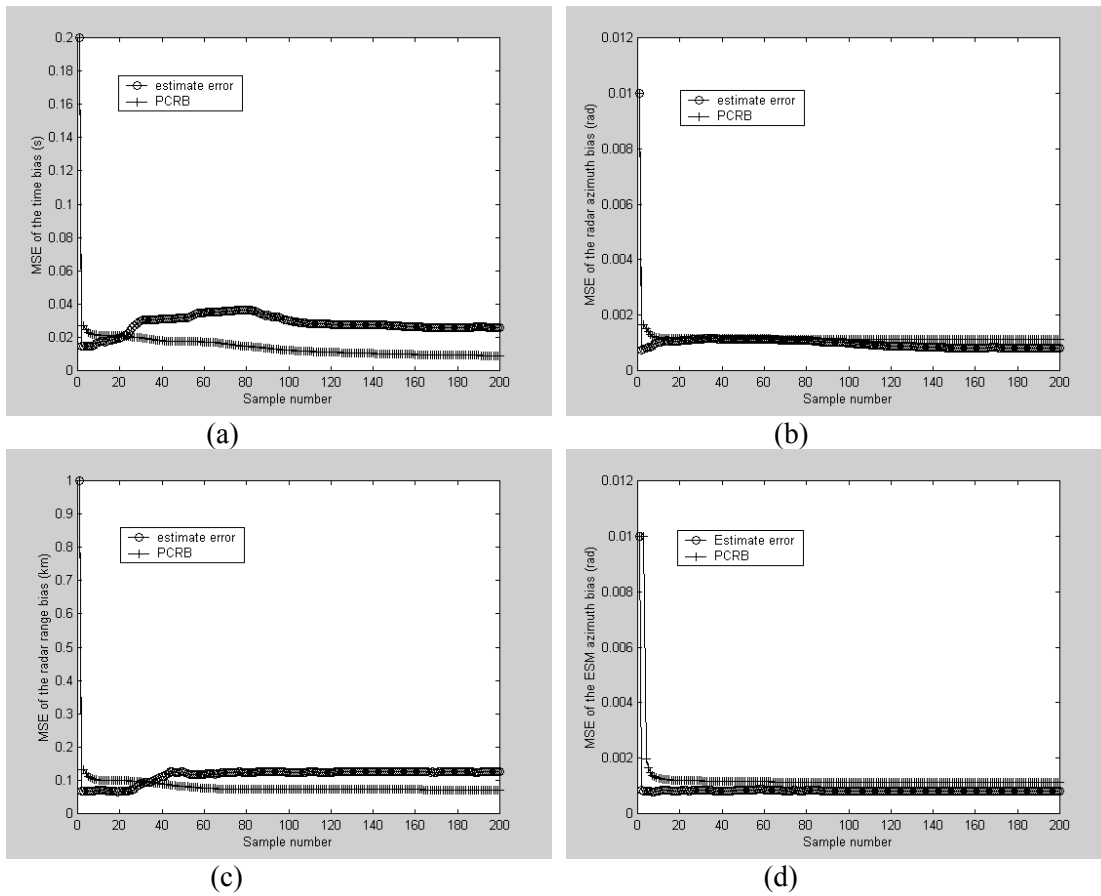 MSE of the time bias (s)
0.2
0.18
0.16
0.14
0.12
0.1
0.08
0.06
0.04
0.02
0
estimate error
PCRB
0 20 40 60 80 100 120 140 160 180 200
Sample number
(a)
MSE of the radar azimuth bias (rad)
0.012
0.01
0.008
0.006
0.004
0.002
0
estimate error
PCRB
0 20 40 60 80 100 120 140 160 180 200
Sample number
(b)
MSE of the radar range bias (km)
1
0.9
0.8
0.7
0.6
0.5
0.4
0.3
0.2
0.1
0
estimate error
PCRB
0 20 40 60 80 100 120 140 160 180 200
Sample number
(c)
MSE of the ESM azimuth bias (rad)
0.012
0.01
0.008
0.006
0.004
0.002
0
Estimate error
PCRB
0 20 40 60 80 100 120 140 160 180 200
Sample number
(d)